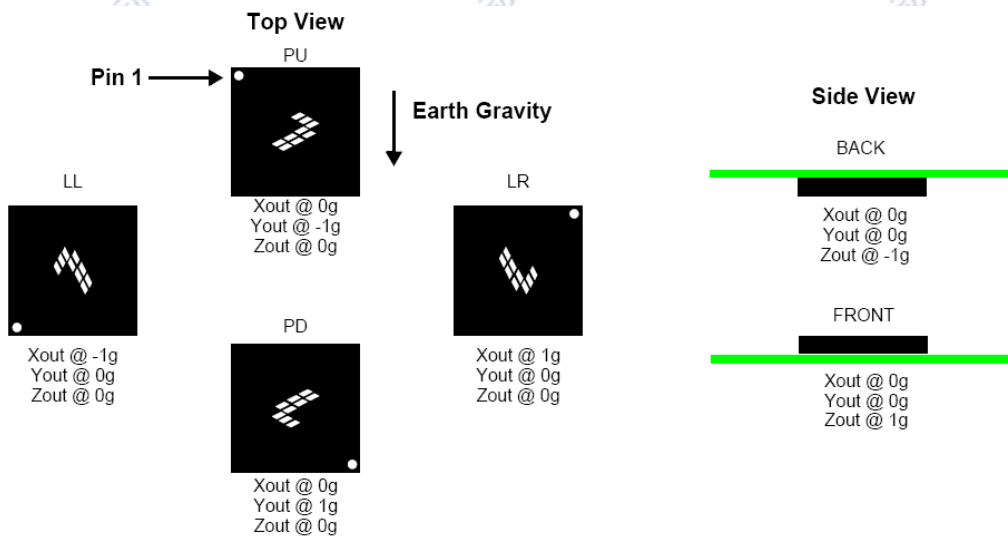 Top View
PU
Pin 1
Earth Gravity
Xout @ 0g
Yout @ -1g
Zout @ 0g
LL
Xout @ -1g
Yout @ 0g
Zout @ 0g
LR
Xout @ 1g
Yout @ 0g
Zout @ 0g
PD
Xout @ 0g
Yout @ 1g
Zout @ 0g
Side View
BACK
Xout @ 0g
Yout @ 0g
Zout @ -1g
FRONT
Xout @ 0g
Yout @ 0g
Zout @ 1g